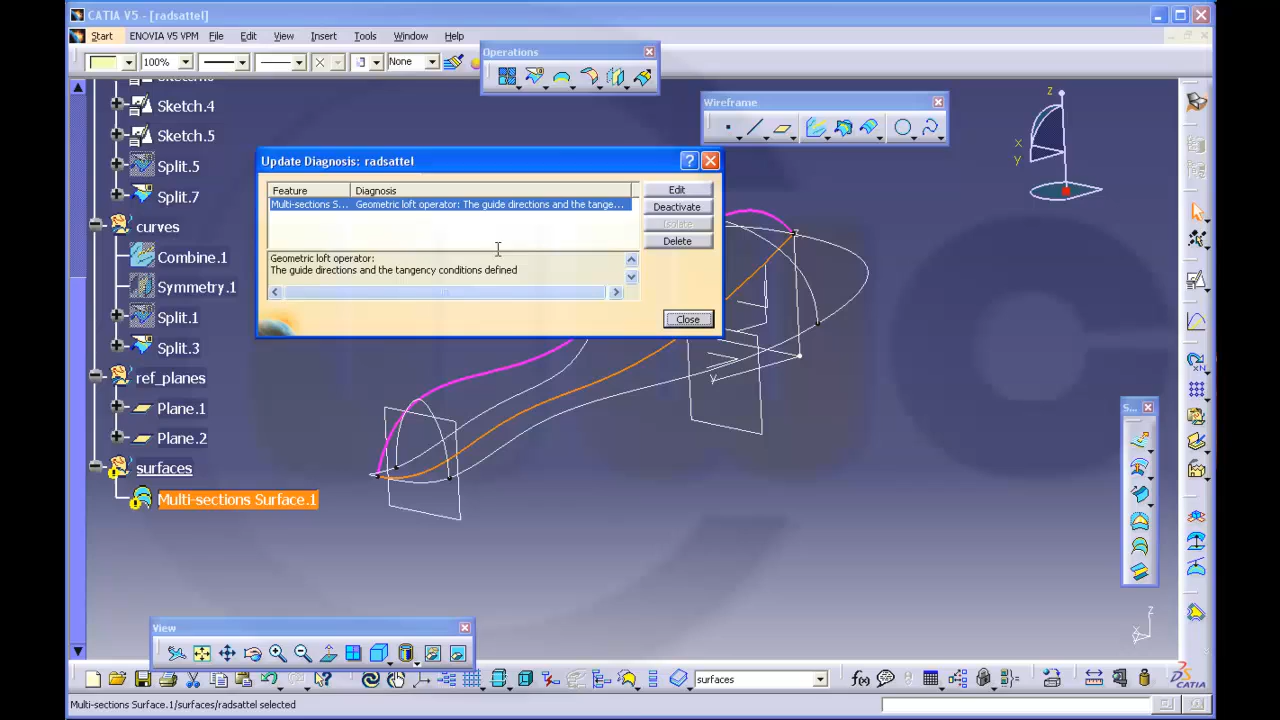 CATIA V5 - [radsattel]
Start ENOVIA V5 VPM File Edit View Insert Tools Window Help
100% None
Operations
Wireframe
Sketch.4
Sketch.5
Split.5
Split.7
curves
Combine.1
Symmetry.1
Split.1
Split.3
ref_planes
Plane.1
Plane.2
surfaces
Multi-sections Surface.1
Update Diagnosis: radsattel
Feature Diagnosis
Multi-sections S... Geometric loft operator: The guide directions and the tange...
Geometric loft operator:
The guide directions and the tangency conditions defined
Edit
Deactivate
Isolate
Delete
Close
z
x
y
Y
S...
View
z
x
surfaces
f(x)
CATIA
Multi-sections Surface.1/surfaces/radsattel selected